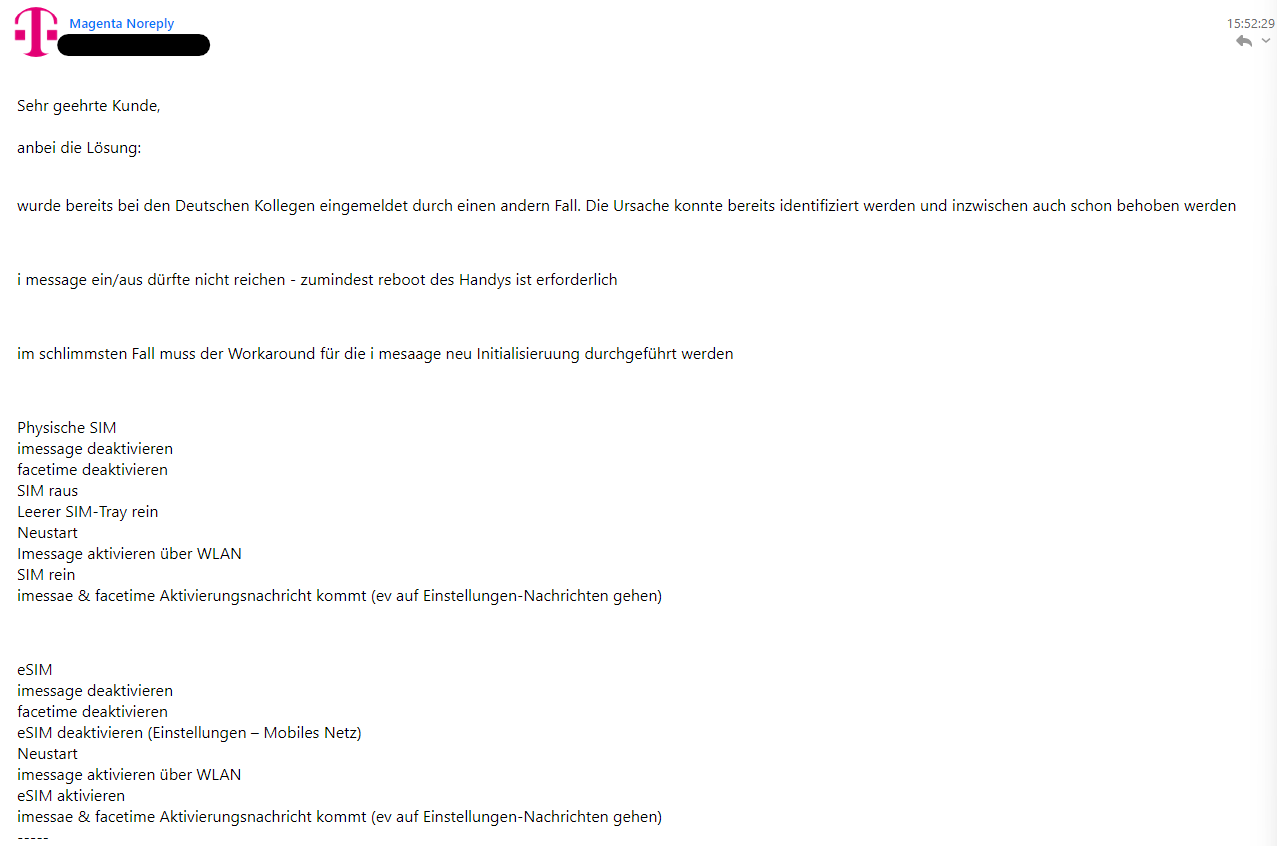 Magenta Noreply
15:52:29
Sehr geehrte Kunde,
anbei die Lösung:
wurde bereits bei den Deutschen Kollegen eingemeldet durch einen andern Fall. Die Ursache konnte bereits identifiziert werden und inzwischen auch schon behoben werden
i message ein/aus dürfte nicht reichen - zumindest reboot des Handys ist erforderlich
im schlimmsten Fall muss der Workaround für die i mesaage neu Initialisieruung durchgeführt werden
Physische SIM
imessage deaktivieren
facetime deaktivieren
SIM raus
Leerer SIM-Tray rein
Neustart
Imessage aktivieren über WLAN
SIM rein
imessae & facetime Aktivierungsnachricht kommt (ev auf Einstellungen-Nachrichten gehen)
eSIM
imessage deaktivieren
facetime deaktivieren
eSIM deaktivieren (Einstellungen – Mobiles Netz)
Neustart
imessage aktivieren über WLAN
eSIM aktivieren
imessae & facetime Aktivierungsnachricht kommt (ev auf Einstellungen-Nachrichten gehen)
-----